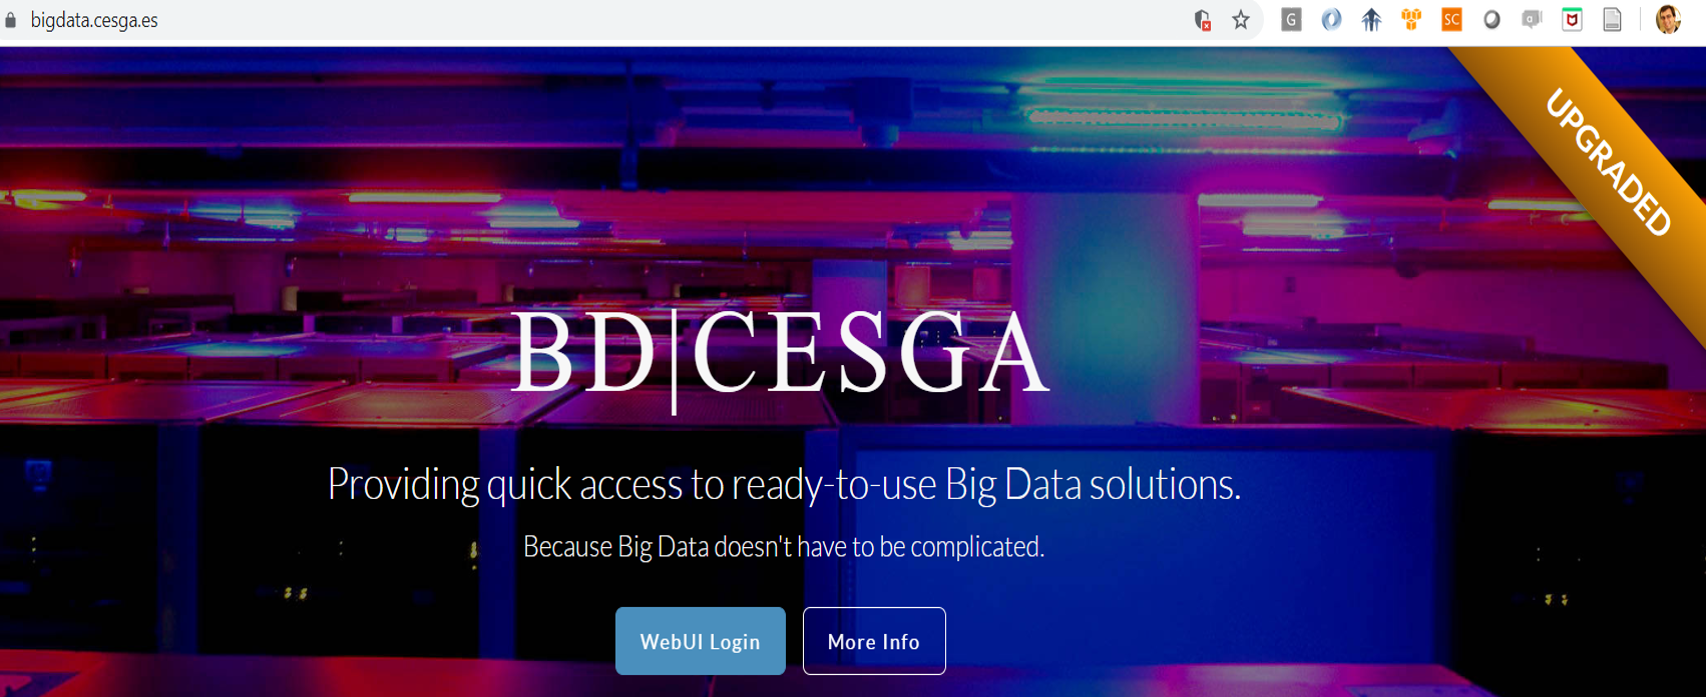 bigdata.cesga.es
G
SC
a
UPGRADED
BD|CESGA
Providing quick access to ready-to-use Big Data solutions.
Because Big Data doesn't have to be complicated.
WebUI Login
More Info